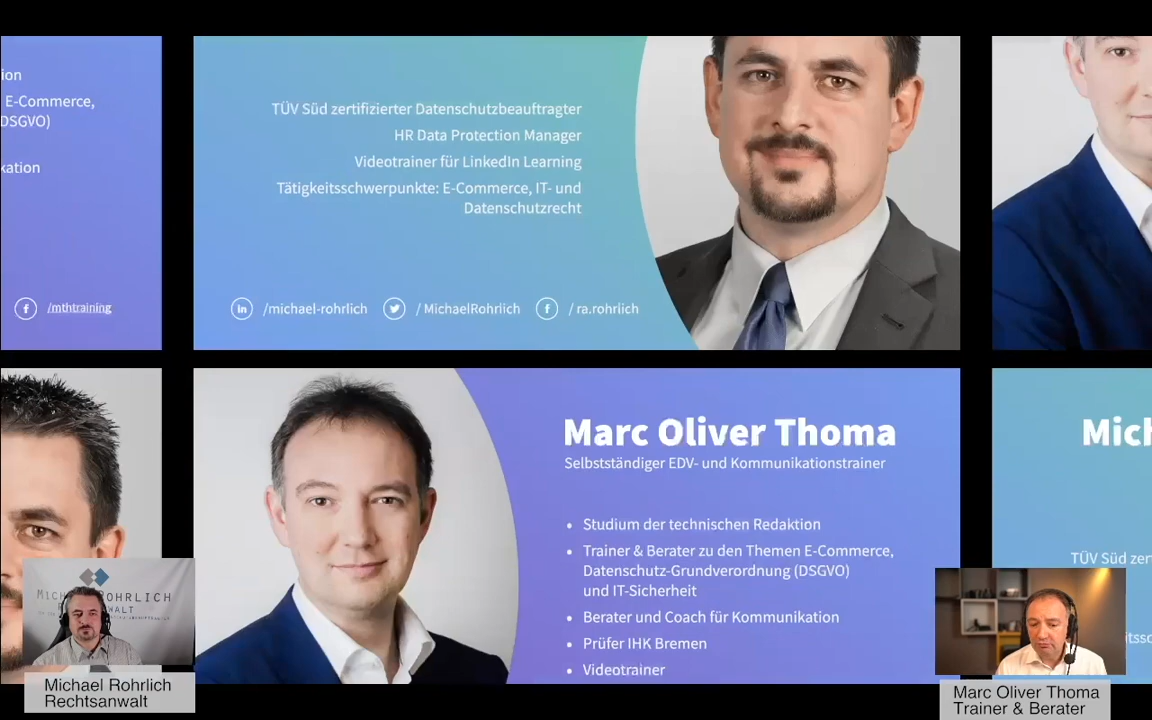 ion
E-Commerce,
DSGVO)
kation
/mthtraining
TÜV Süd zertifizierter Datenschutzbeauftragter
HR Data Protection Manager
Videotrainer für LinkedIn Learning
Tätigkeitsschwerpunkte: E-Commerce, IT- und
Datenschutzrecht
/michael-rohrlich
/ MichaelRohrlich
/ ra.rohrlich
Marc Oliver Thoma
Selbstständiger EDV- und Kommunikationstrainer
• Studium der technischen Redaktion
• Trainer & Berater zu den Themen E-Commerce,
Datenschutz-Grundverordnung (DSGVO)
und IT-Sicherheit
• Berater und Coach für Kommunikation
• Prüfer IHK Bremen
• Videotrainer
Mich
TÜV Süd zer
itssc
Michael Rohrlich
Rechtsanwalt
Marc Oliver Thoma
Trainer & Berater